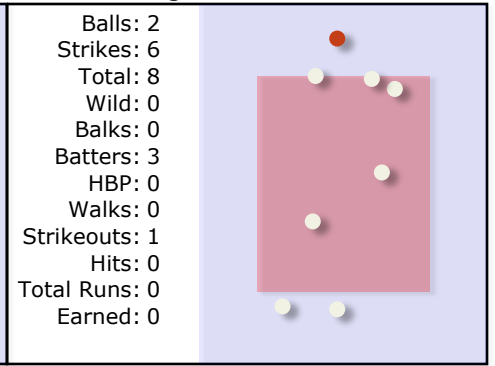 Balls: 2
Strikes: 6
Total: 8
Wild: 0
Balks: 0
Batters: 3
HBP: 0
Walks: 0
Strikeouts: 1
Hits: 0
Total Runs: 0
Earned: 0